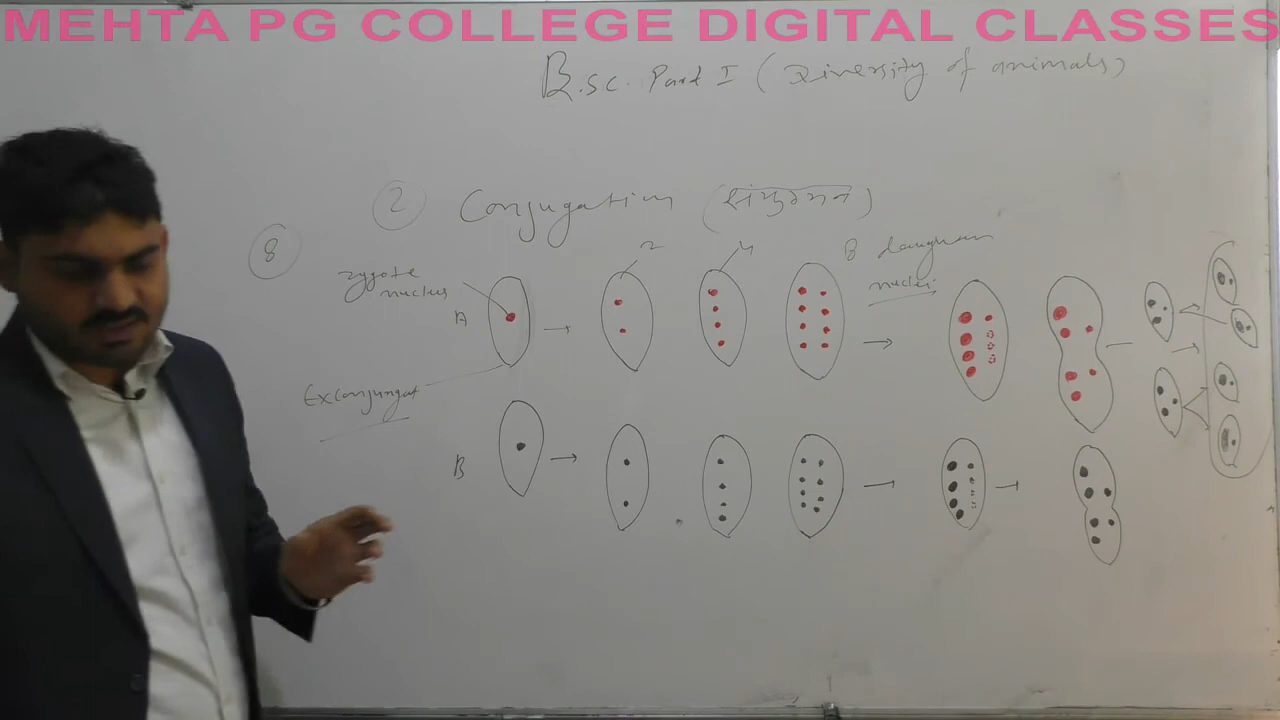 MEHTA PG COLLEGE DIGITAL CLASSES
B.sc. Part I ( Diversity of animals)
② Conjugation (संयुग्मन)
⑧
zygote
nucleus
2
4
8 daughter
nuclei
A
Exconjungat
B